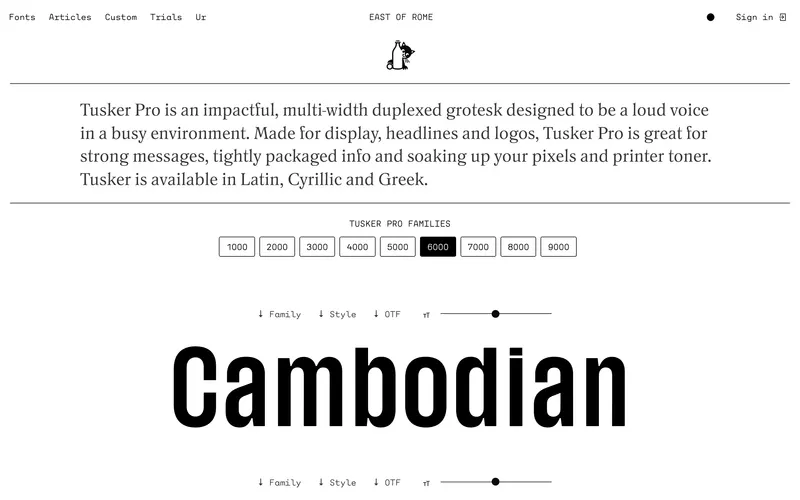 Fonts Articles Custom Trials Ur EAST OF ROME Sign in
Tusker Pro is an impactful, multi-width duplexed grotesk designed to be a loud voice
in a busy environment. Made for display, headlines and logos, Tusker Pro is great for
strong messages, tightly packaged info and soaking up your pixels and printer toner.
Tusker is available in Latin, Cyrillic and Greek.
TUSKER PRO FAMILIES
1000 2000 3000 4000 5000 6000 7000 8000 9000
↓ Family ↓ Style ↓ OTF тT
Cambodian
↓ Family ↓ Style ↓ OTF тT